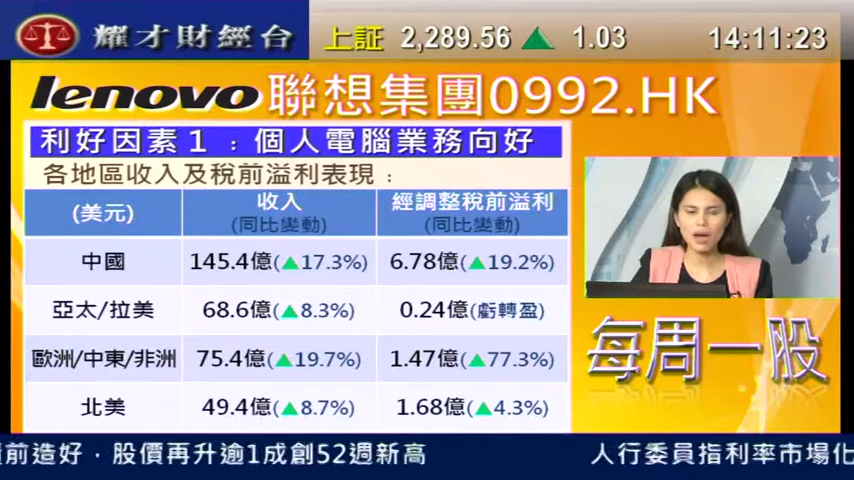 耀才財經台
上証 2,289.56 ▲ 1.03 14:11:23
lenovo 聯想集團0992.HK
利好因素1：個人電腦業務向好
各地區收入及稅前溢利表現：
(美元) 收入 (同比變動) 經調整稅前溢利 (同比變動)
中國 145.4億(▲17.3%) 6.78億(▲19.2%)
亞太/拉美 68.6億(▲8.3%) 0.24億(虧轉盈)
歐洲/中東/非洲 75.4億(▲19.7%) 1.47億(▲77.3%)
北美 49.4億(▲8.7%) 1.68億(▲4.3%)
每周一股
前造好．股價再升逾1成創52週新高 人行委員指利率市場化